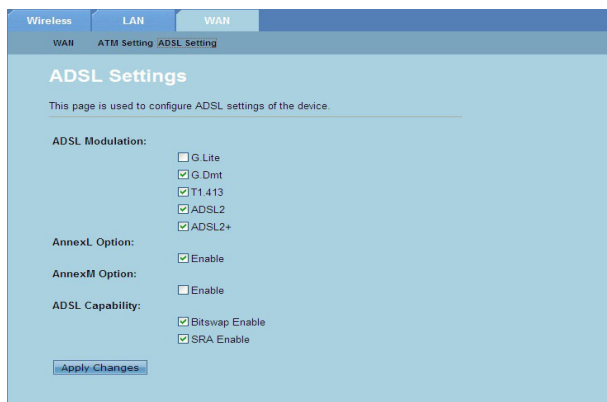 Wireless LAN WAN
WAN ATM Setting ADSL Setting
ADSL Settings
This page is used to configure ADSL settings of the device.
ADSL Modulation:
G.Lite
G.Dmt
T1.413
ADSL2
ADSL2+
AnnexL Option:
Enable
AnnexM Option:
Enable
ADSL Capability:
Bitswap Enable
SRA Enable
Apply Changes